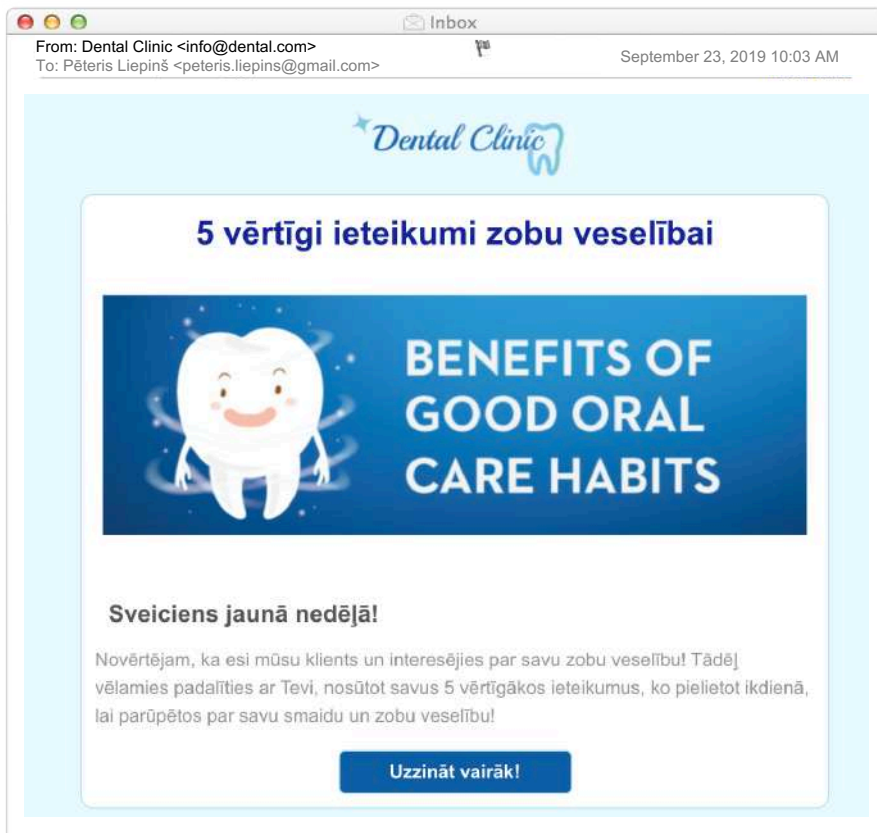 Inbox
From: Dental Clinic <info@dental.com>
To: Pēteris Liepinš <peteris.liepins@gmail.com>
September 23, 2019 10:03 AM
Dental Clinic
5 vērtīgi ieteikumi zobu veselībai
BENEFITS OF
GOOD ORAL
CARE HABITS
Sveiciens jaunā nedēļā!
Novērtējam, ka esi mūsu klients un interesējies par savu zobu veselību! Tādēļ
vēlamies padalīties ar Tevi, nosūtot savus 5 vērtīgākos ieteikumus, ko pielietot ikdienā,
lai parūpētos par savu smaidu un zobu veselību!
Uzzināt vairāk!